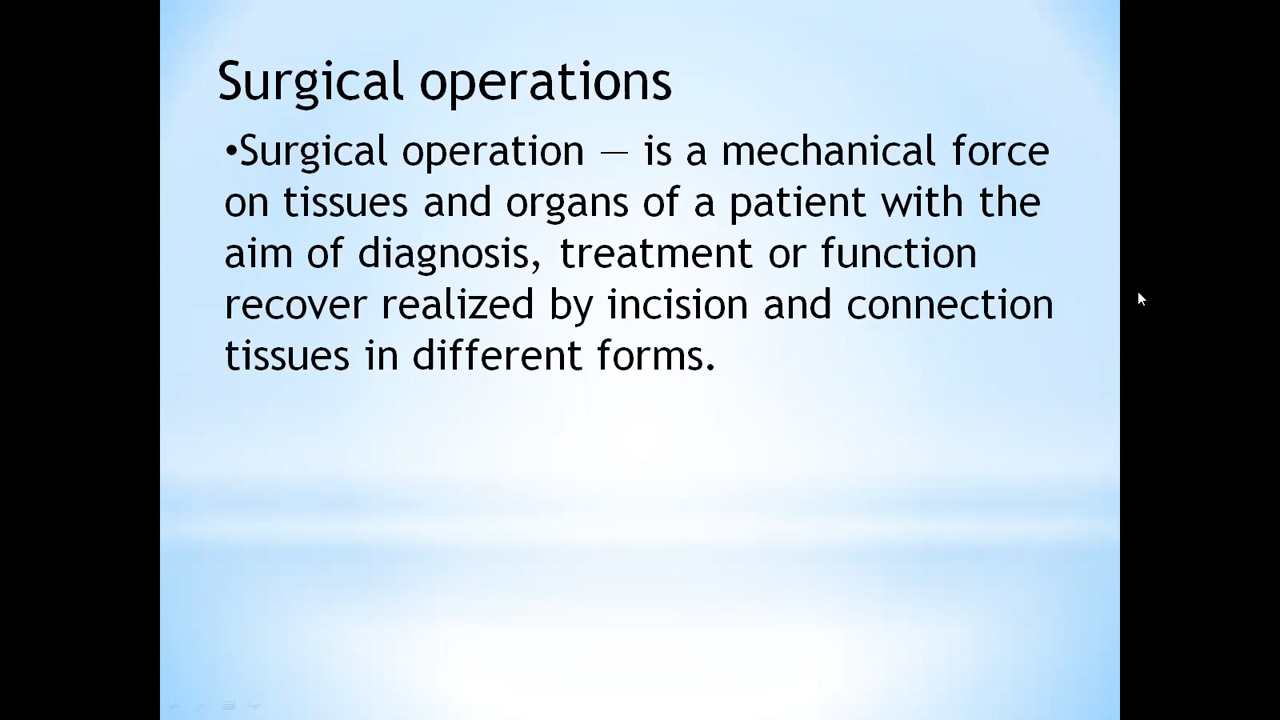 Surgical operations
•Surgical operation — is a mechanical force
on tissues and organs of a patient with the
aim of diagnosis, treatment or function
recover realized by incision and connection
tissues in different forms.